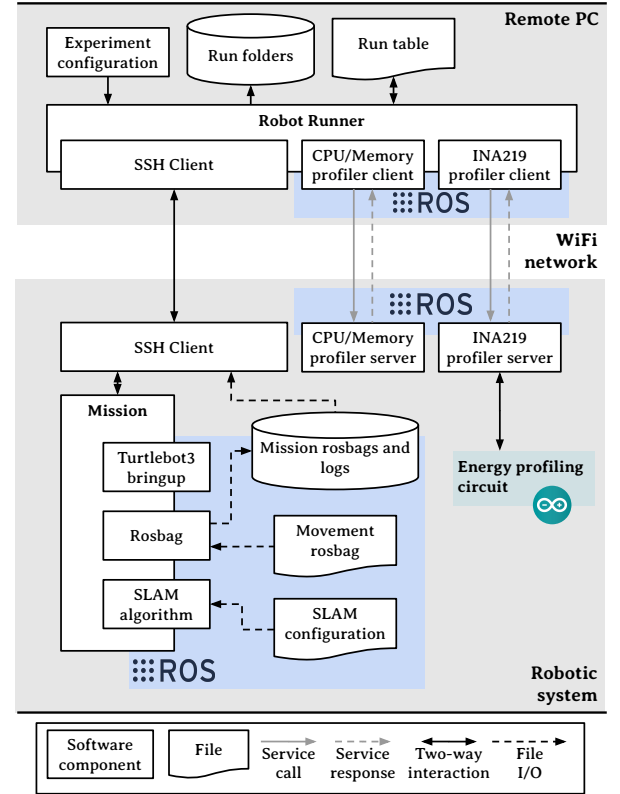 Remote PC
Experiment
configuration
Run folders
Run table
Robot Runner
SSH Client
CPU/Memory
profiler client
INA219
profiler client
ROS
WiFi
network
ROS
SSH Client
CPU/Memory
profiler server
INA219
profiler server
Mission
Turtlebot3
bringup
Mission rosbags and
logs
Energy profiling
circuit
Rosbag
Movement
rosbag
SLAM
algorithm
SLAM
configuration
ROS
Robotic
system
Software
component
File
Service
call
Service
response
Two-way
interaction
File
I/O